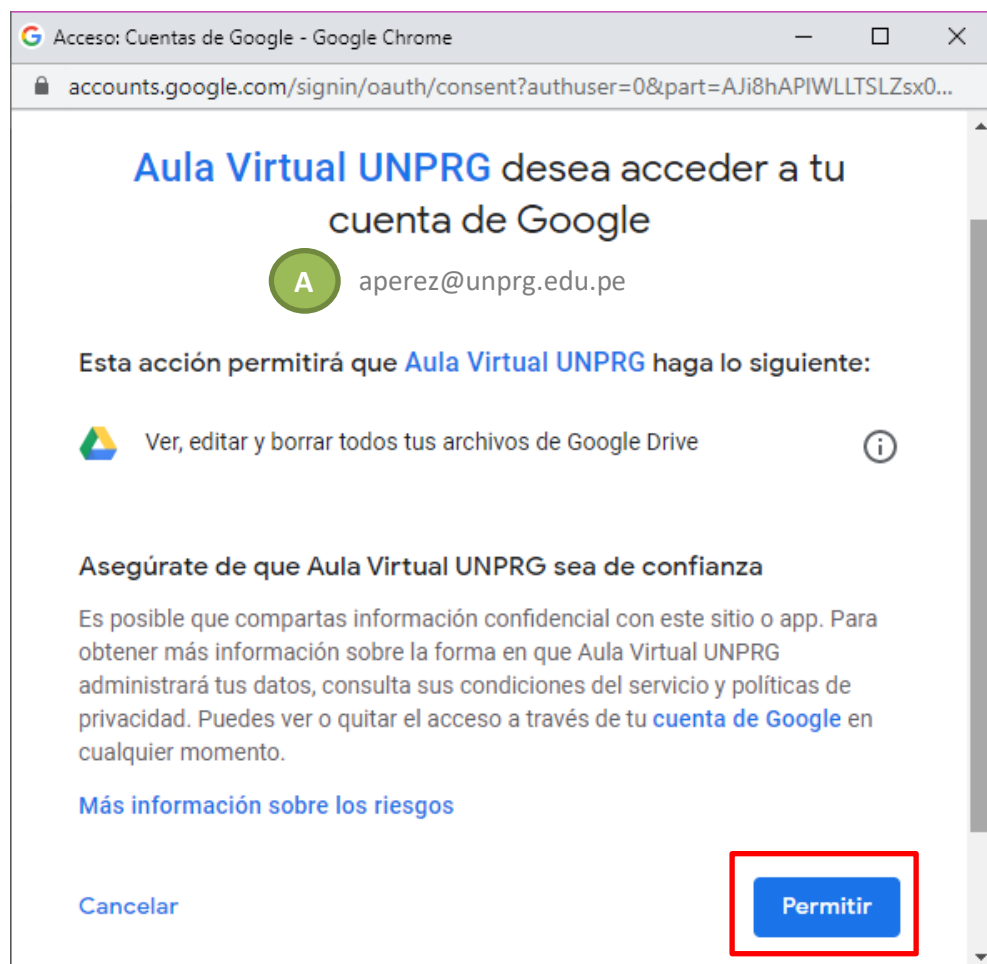 Acceso: Cuentas de Google - Google Chrome
accounts.google.com/signin/oauth/consent?authuser=0&part=AJi8hAPIWLLTSLZsx0...
Aula Virtual UNPRG desea acceder a tu
cuenta de Google
A aperez@unprg.edu.pe
Esta acción permitirá que Aula Virtual UNPRG haga lo siguiente:
Ver, editar y borrar todos tus archivos de Google Drive
Asegúrate de que Aula Virtual UNPRG sea de confianza
Es posible que compartas información confidencial con este sitio o app. Para
obtener más información sobre la forma en que Aula Virtual UNPRG
administrará tus datos, consulta sus condiciones del servicio y políticas de
privacidad. Puedes ver o quitar el acceso a través de tu cuenta de Google en
cualquier momento.
Más información sobre los riesgos
Cancelar Permitir